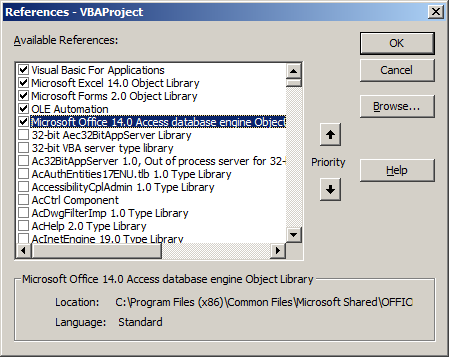 References - VBAProject
Available References:
Visual Basic For Applications
Microsoft Excel 14.0 Object Library
Microsoft Forms 2.0 Object Library
OLE Automation
Microsoft Office 14.0 Access database engine Objec
32-bit Aec32BitAppServer Library
32-bit VBA server type library
Ac32BitAppServer 1.0, Out of process server for 32-
AcAuthEntities17ENU.tlb 1.0 Type Library
AccessibilityCplAdmin 1.0 Type Library
AcCtrl Component
AcDwgFilterImp 1.0 Type Library
AcHelp 2.0 Type Library
AcInetEngine 19.0 Type Library
OK
Cancel
Browse...
Priority
Help
Microsoft Office 14.0 Access database engine Object Library
Location: C:\Program Files (x86)\Common Files\Microsoft Shared\OFFIC
Language: Standard